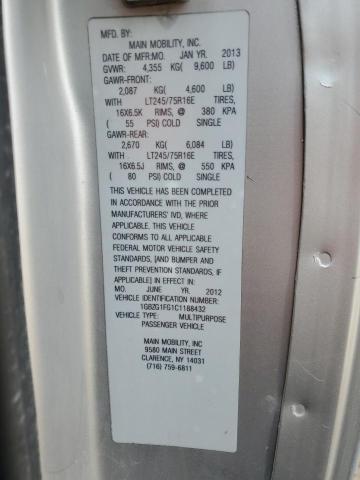 MFD. BY:
MAIN MOBILITY, INC.
DATE OF MFR:MO. JAN YR. 2013
GVWR: 4,355 KG( 9,600 LB)
GAWR-FRONT:
2,087 KG( 4,600 LB)
WITH LT245/75R16E TIRES,
16X6.5K RIMS, @ 380 KPA
( 55 PSI) COLD SINGLE
GAWR-REAR:
2,670 KG( 6,084 LB)
WITH LT245/75R16E TIRES,
16X6.5J RIMS, @ 550 KPA
( 80 PSI) COLD SINGLE
THIS VEHICLE HAS BEEN COMPLETED
IN ACCORDANCE WITH THE PRIOR
MANUFACTURERS' IVD, WHERE
APPLICABLE, THIS VEHICLE
CONFORMS TO ALL APPLICABLE
FEDERAL MOTOR VEHICLE SAFETY
STANDARDS, [AND BUMPER AND
THEFT PREVENTION STANDARDS IF
APPLICABLE] IN EFFECT IN:
MO. JUNE YR. 2012
VEHICLE IDENTIFICATION NUMBER:
1GBZG1FG1C1188432
VEHICLE TYPE: MULTIPURPOSE
PASSENGER VEHICLE
MAIN MOBILITY, INC
9580 MAIN STREET
CLARENCE, NY 14031
(716) 759-6811